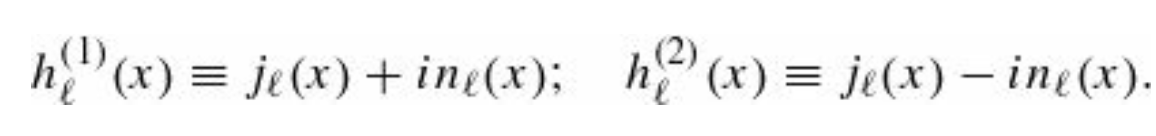 h_ℓ^(1)(x) ≡ j_ℓ(x) + in_ℓ(x);   h_ℓ^(2)(x) ≡ j_ℓ(x) − in_ℓ(x).